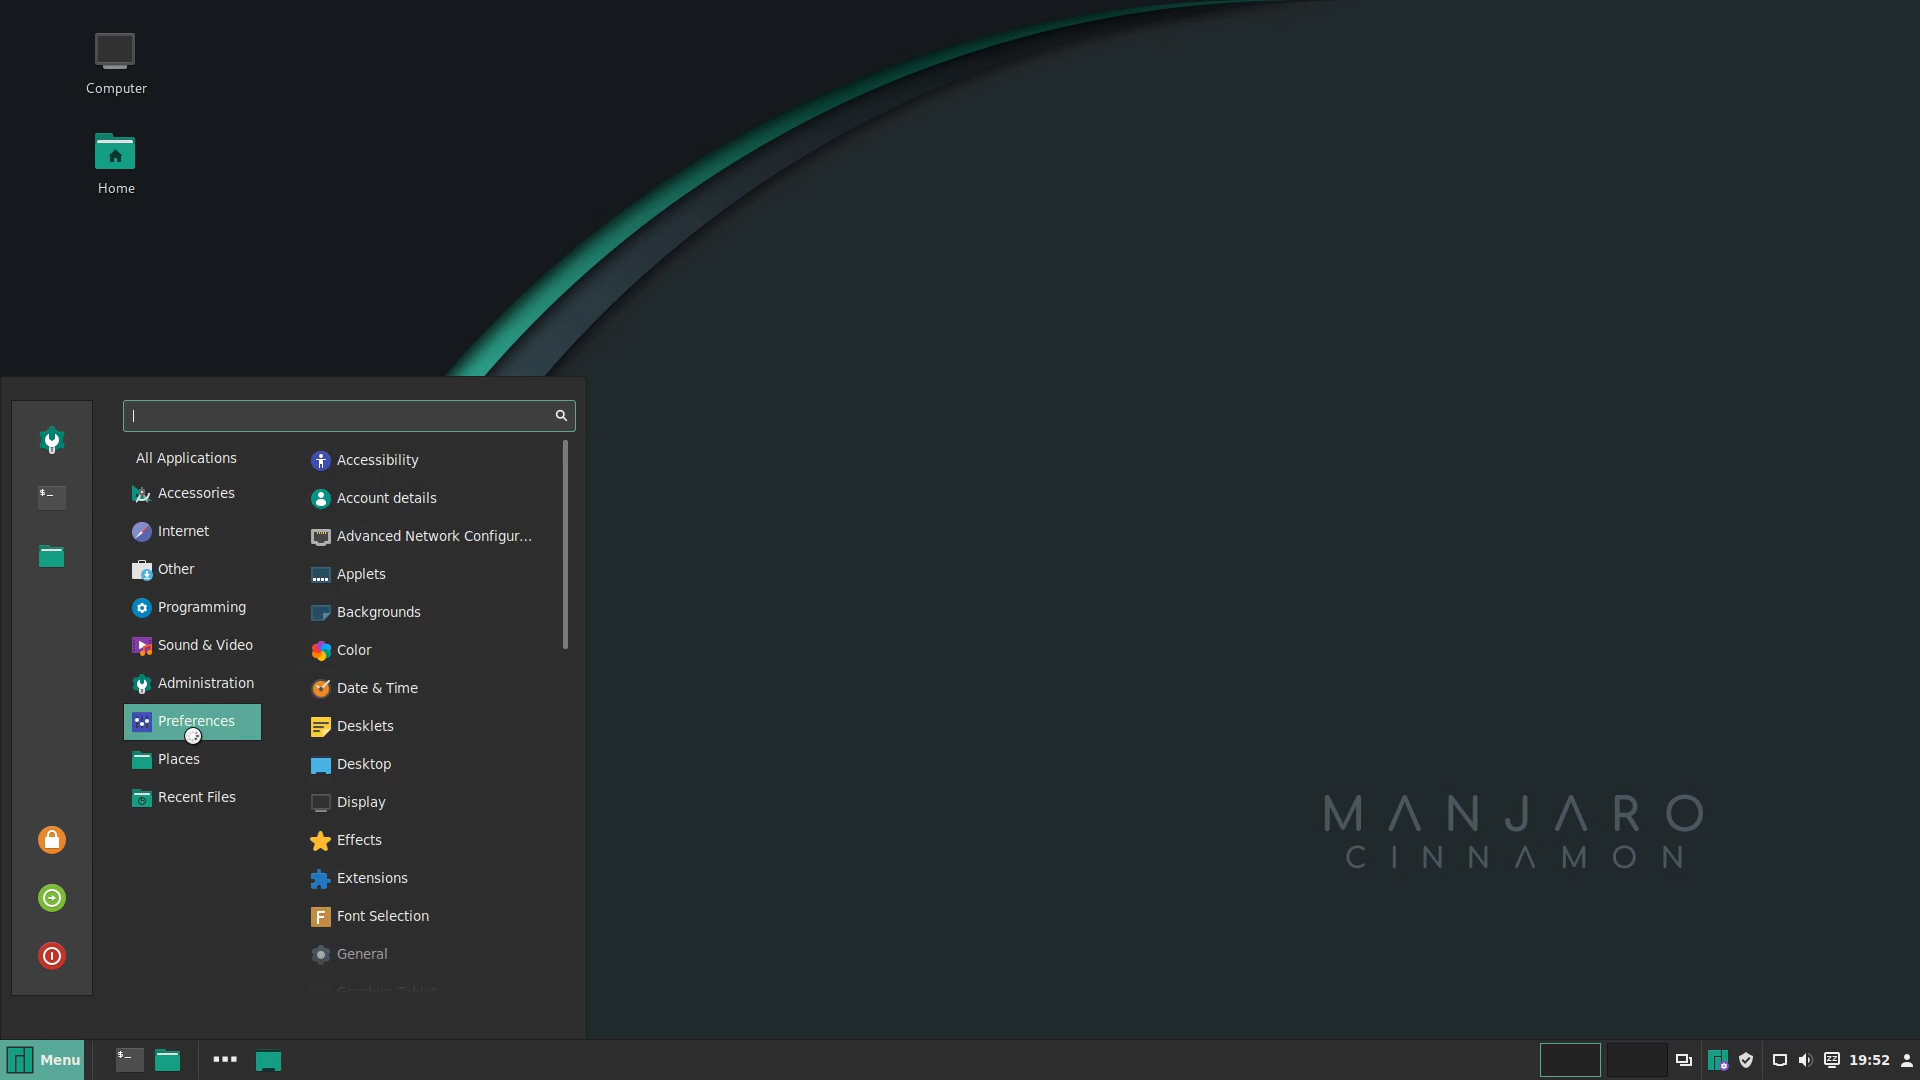 Computer
Home
All Applications
Accessories
Internet
Other
Programming
Sound & Video
Administration
Preferences
Places
Recent Files
Accessibility
Account details
Advanced Network Configur...
Applets
Backgrounds
Color
Date & Time
Desklets
Desktop
Display
Effects
Extensions
Font Selection
General
Graphics Tablet
MANJARO
CINNAMON
Menu
19:52